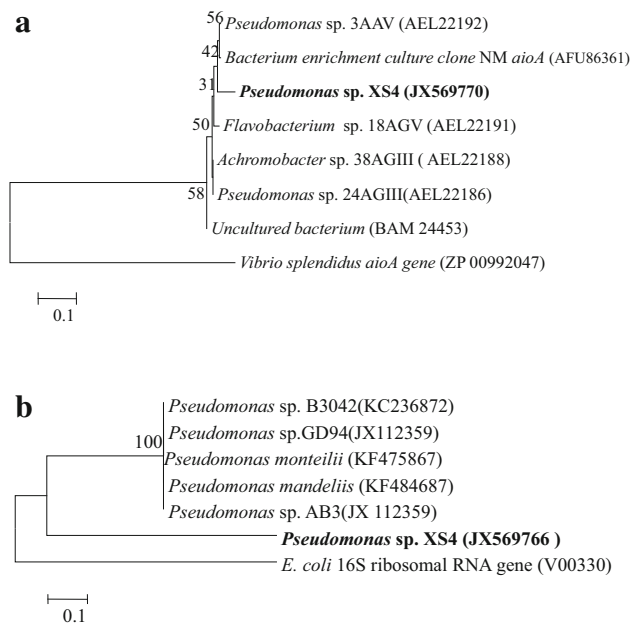 a
56
Pseudomonas sp. 3AAV (AEL22192)
42
Bacterium enrichment culture clone NM aioA (AFU86361)
31
Pseudomonas sp. XS4 (JX569770)
50
Flavobacterium sp. 18AGV (AEL22191)
Achromobacter sp. 38AGIII ( AEL22188)
58
Pseudomonas sp. 24AGIII(AEL22186)
Uncultured bacterium (BAM 24453)
Vibrio splendidus aioA gene (ZP 00992047)
0.1
b
Pseudomonas sp. B3042(KC236872)
Pseudomonas sp.GD94(JX112359)
100
Pseudomonas monteilii (KF475867)
Pseudomonas mandeliis (KF484687)
Pseudomonas sp. AB3(JX 112359)
Pseudomonas sp. XS4 (JX569766 )
E. coli 16S ribosomal RNA gene (V00330)
0.1